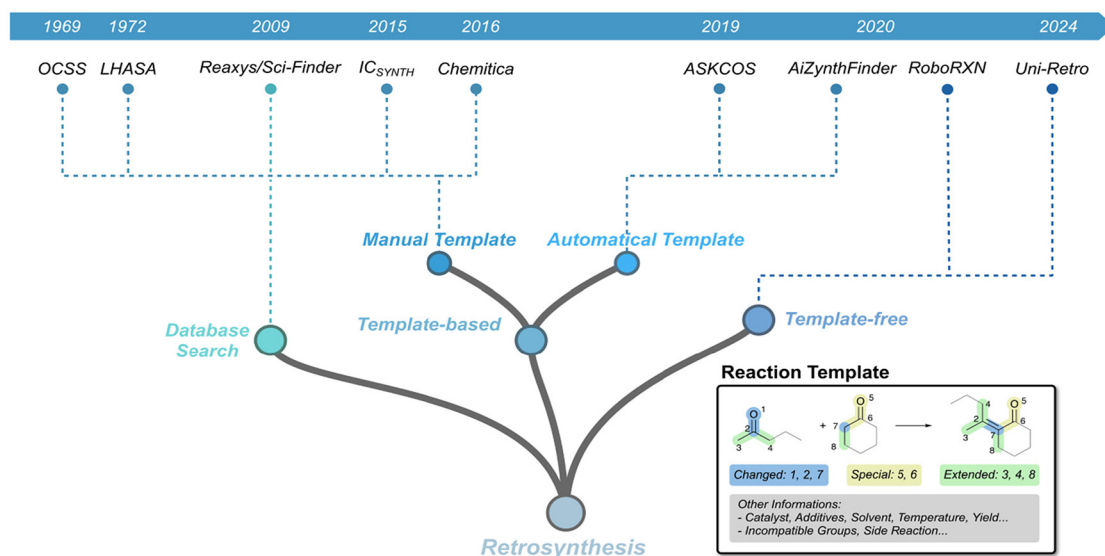 1969 1972 2009 2015 2016 2019 2020 2024
OCSS LHASA Reaxys/Sci-Finder ICSYNTH Chemitica ASKCOS AiZynthFinder RoboRXN Uni-Retro
Manual Template Automatical Template
Database
Search
Template-based
Template-free
Reaction Template
O 1
2
3 4
+
O 5
6
7
8
4
O 5
2 6
3 7
8
Changed: 1, 2, 7 Special: 5, 6 Extended: 3, 4, 8
Other Informations:
- Catalyst, Additives, Solvent, Temperature, Yield...
- Incompatible Groups, Side Reaction...
Retrosynthesis